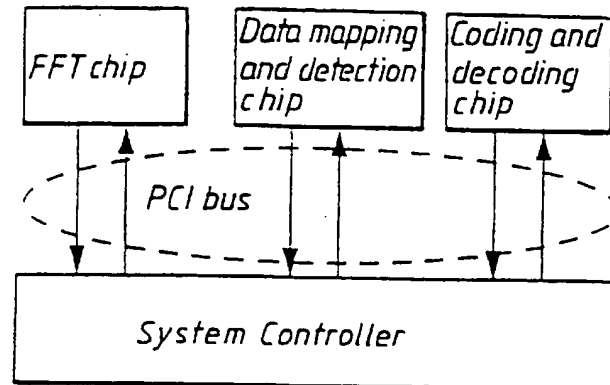 FFT chip
Data mapping
and detection
chip
Coding and
decoding
chip
PCI bus
System Controller